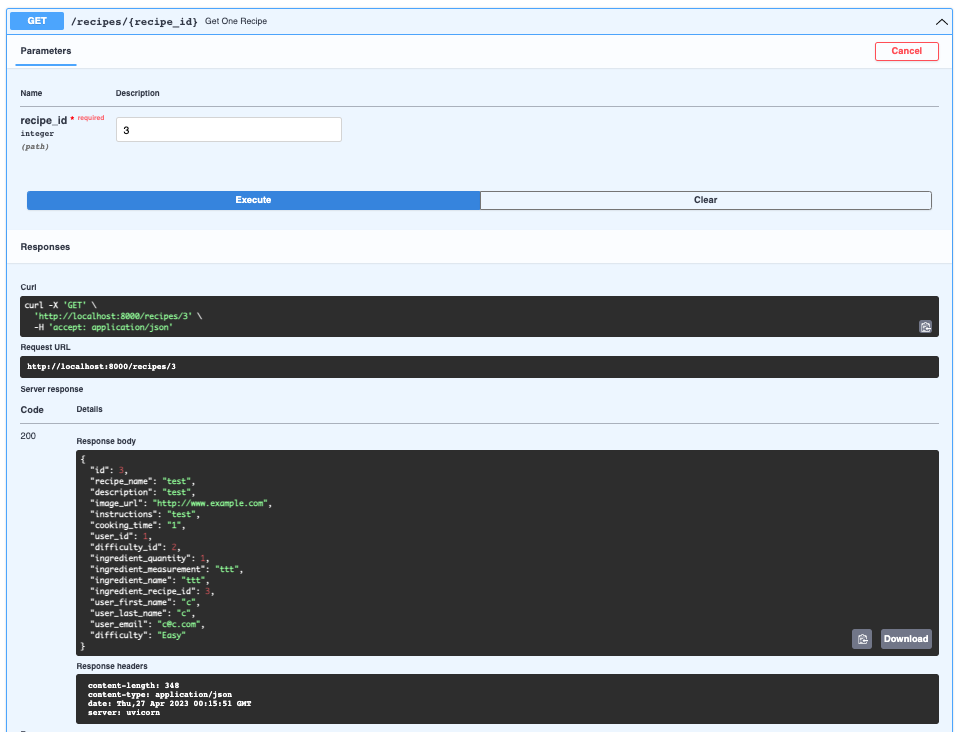 GET /recipes/{recipe_id} Get One Recipe
Parameters
Cancel
Name Description
recipe_id * required
integer
(path)
3
Execute Clear
Responses
Curl
curl -X 'GET' \
'http://localhost:8000/recipes/3' \
-H 'accept: application/json'
Request URL
http://localhost:8000/recipes/3
Server response
Code Details
200
Response body
{
"id": 3,
"recipe_name": "test",
"description": "test",
"image_url": "http://www.example.com",
"instructions": "test",
"cooking_time": "1",
"user_id": 1,
"difficulty_id": 2,
"ingredient_quantity": 1,
"ingredient_measurement": "ttt",
"ingredient_name": "ttt",
"ingredient_recipe_id": 3,
"user_first_name": "c",
"user_last_name": "c",
"user_email": "c@c.com",
"difficulty": "Easy"
}
Download
Response headers
content-length: 348
content-type: application/json
date: Thu,27 Apr 2023 00:15:51 GMT
server: uvicorn